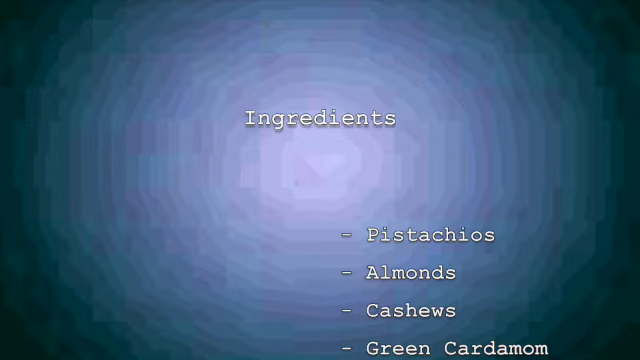 Ingredients
- Pistachios
- Almonds
- Cashews
- Green Cardamom